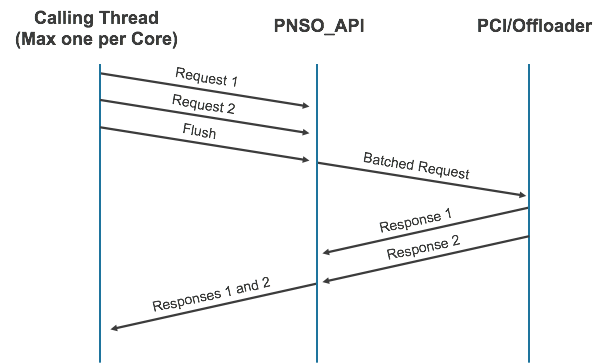 Calling Thread
(Max one per Core)
PNSO_API
PCI/Offloader
Request 1
Request 2
Flush
Batched Request
Response 1
Response 2
Responses 1 and 2